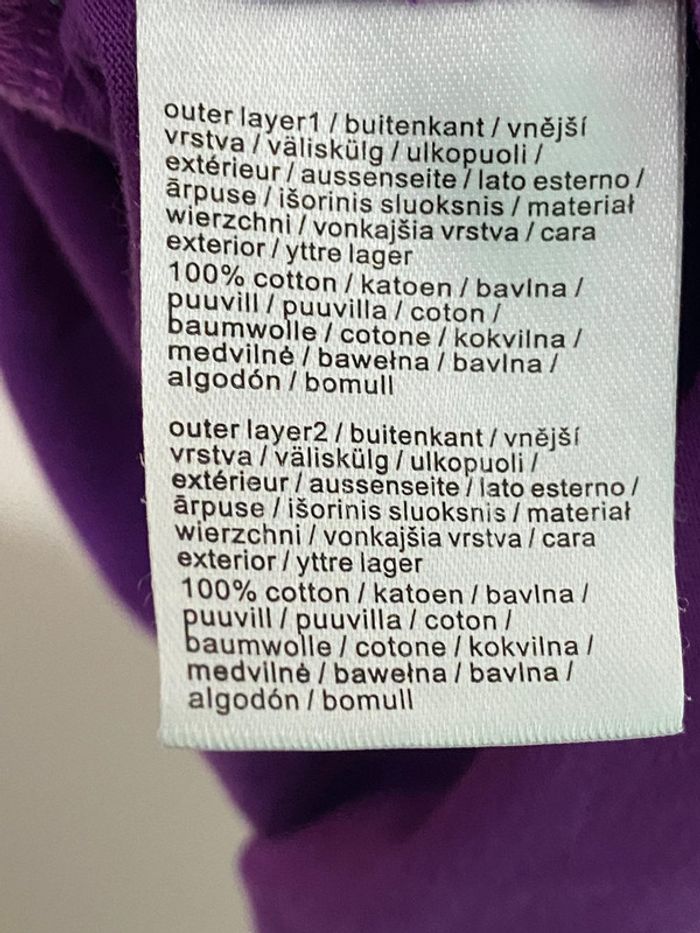 outer layer1 / buitenkant / vnější
vrstva / väliskülg / ulkopuoli /
extérieur / aussenseite / lato esterno /
ārpuse / išorinis sluoksnis / materiał
wierzchni / vonkajšia vrstva / cara
exterior / yttre lager
100% cotton / katoen / bavlna /
puuvill / puuvilla / coton /
baumwolle / cotone / kokvilna /
medvilnė / bawełna / bavlna /
algodón / bomull
outer layer2 / buitenkant / vnější
vrstva / väliskülg / ulkopuoli /
extérieur / aussenseite / lato esterno /
ārpuse / išorinis sluoksnis / materiał
wierzchni / vonkajšia vrstva / cara
exterior / yttre lager
100% cotton / katoen / bavlna /
puuvill / puuvilla / coton /
baumwolle / cotone / kokvilna /
medvilnė / bawełna / bavlna /
algodón / bomull